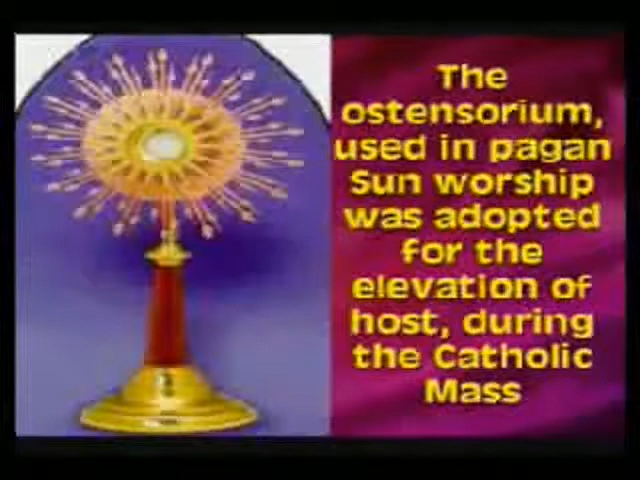 The
ostensorium,
used in pagan
Sun worship
was adopted
for the
elevation of
host, during
the Catholic
Mass